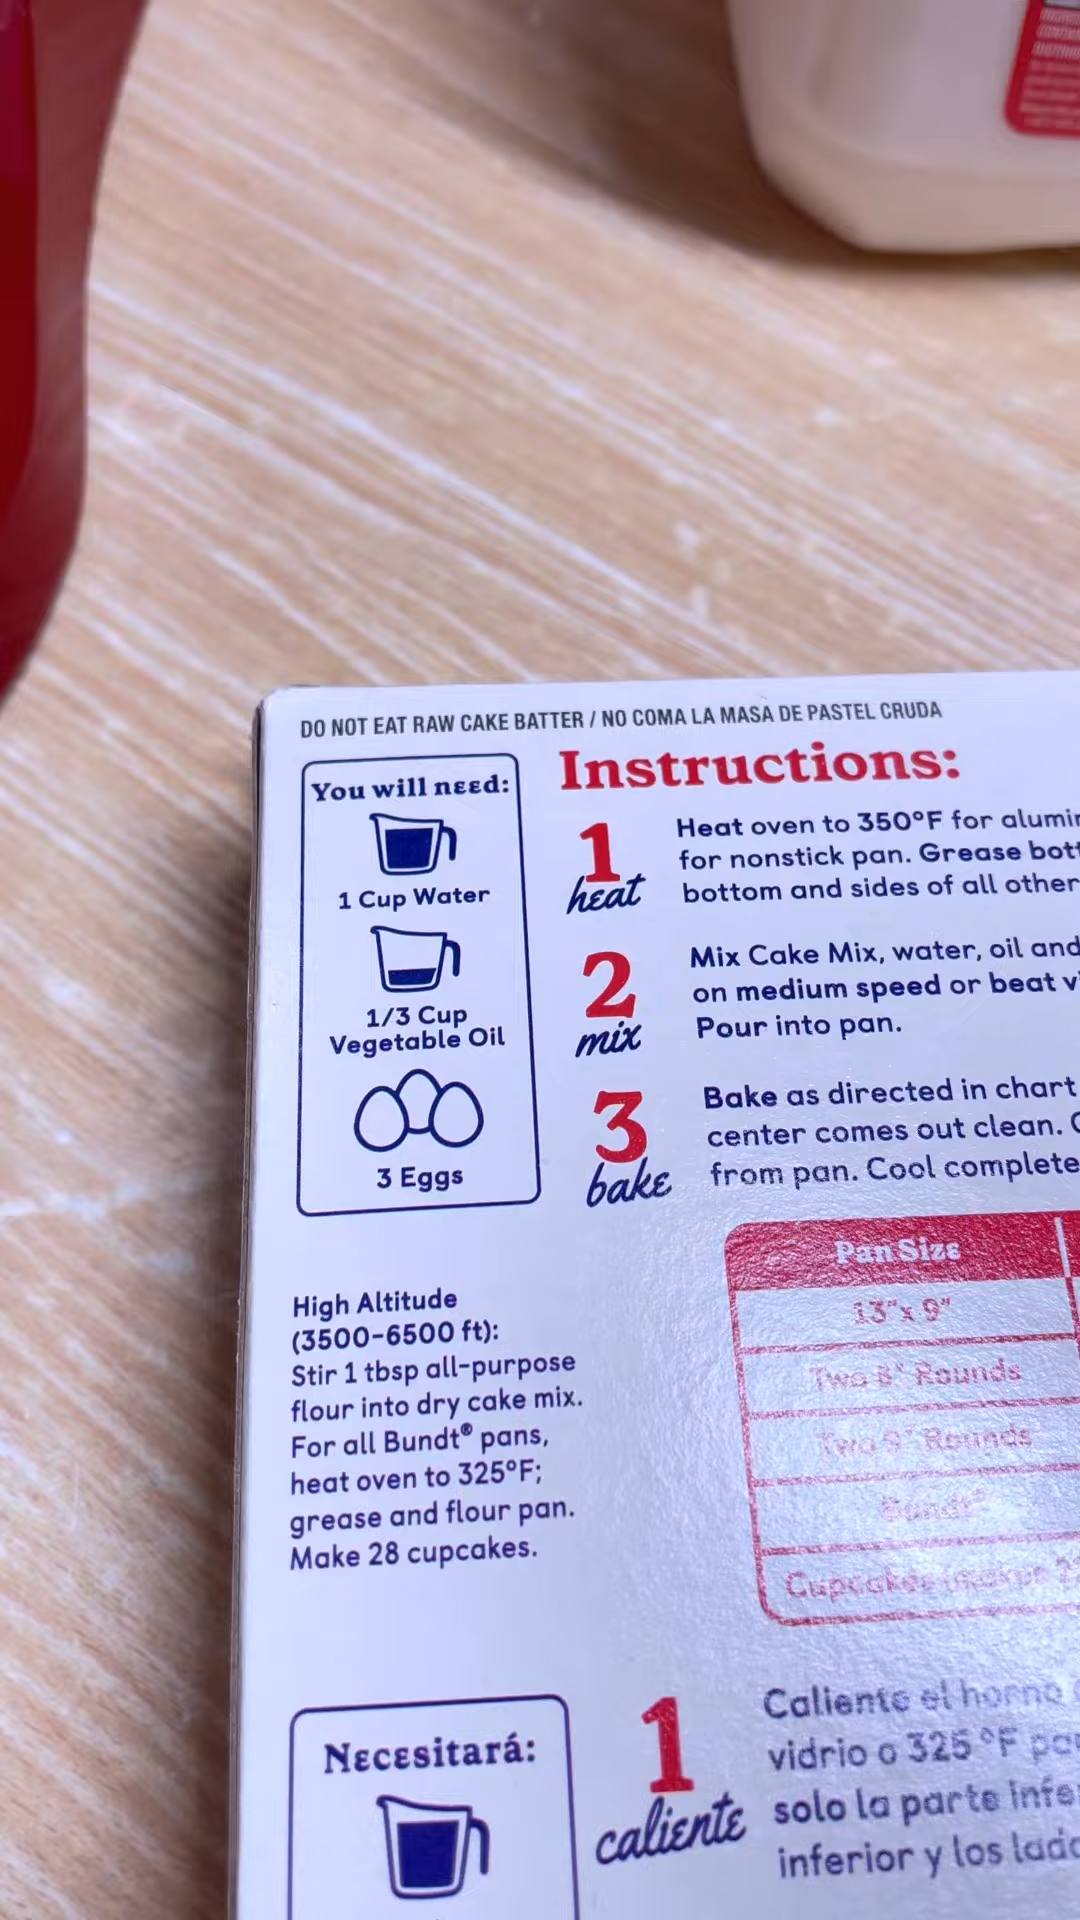 DO NOT EAT RAW CAKE BATTER / NO COMA LA MASA DE PASTEL CRUDA
You will need:
1 Cup Water
1/3 Cup
Vegetable Oil
3 Eggs
Instructions:
1
heat
Heat oven to 350°F for
for nonstick pan. Grease
bottom and sides of all other
2
mix
Mix Cake Mix, water, oil and
on medium speed or beat
Pour into pan.
3
bake
Bake as directed in chart
center comes out clean.
from pan. Cool
High Altitude
(3500-6500 ft):
Stir 1 tbsp all-purpose
flour into dry cake mix.
For all Bundt® pans,
heat oven to 325°F;
grease and flour pan.
Make 28 cupcakes.
Pan Size
13"x 9"
Two 8" Rounds
Two 9" Rounds
Bundt®
Cupcakes
Necesitará:
1
caliente
Caliente el horno
vidrio o 325 °F
solo la parte
inferior y los